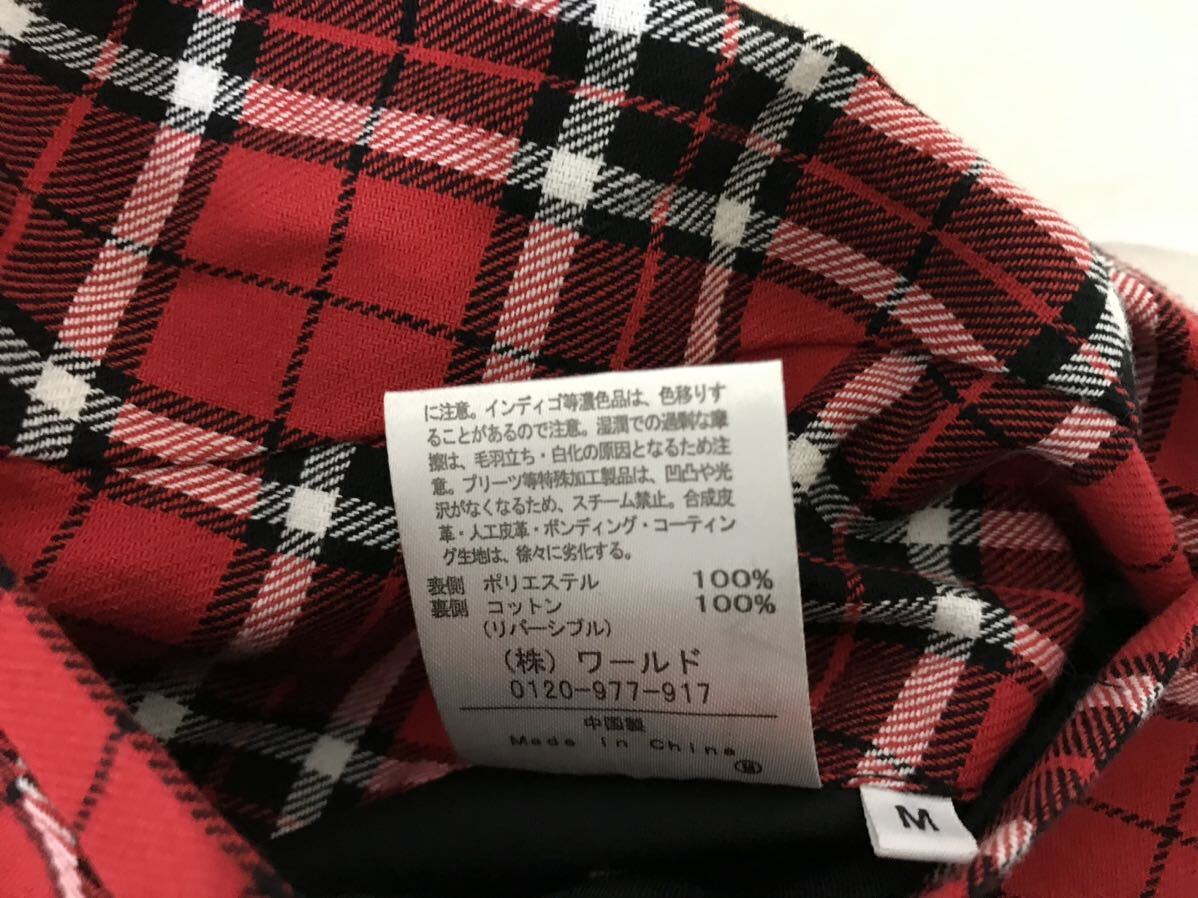 に注意。インディゴ等濃色品は、色移りす
ることがあるので注意。湿潤での過剰な摩
擦は、毛羽立ち・白化の原因となるため注
意。プリーツ等特殊加工製品は、凹凸や光
沢がなくなるため、スチーム禁止。合成皮
革・人工皮革・ボンディング・コーティン
グ生地は、徐々に劣化する。
表側 ポリエステル 100%
裏側 コットン 100%
(リバーシブル)
(株) ワールド
0120-977-917
中国製
Made in China
M